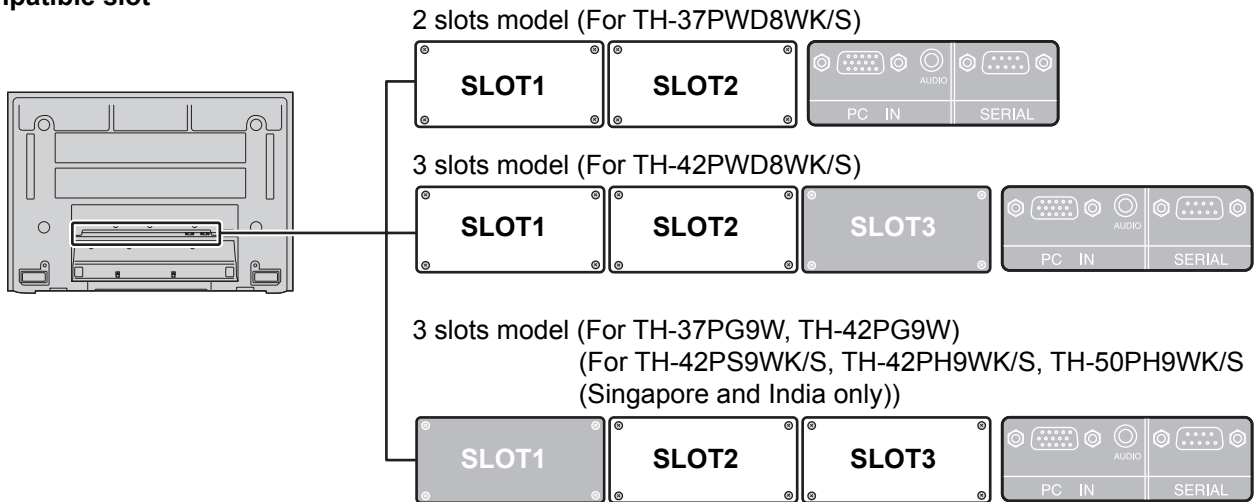 patible slot
2 slots model (For TH-37PWD8WK/S)
SLOT1 SLOT2 AUDIO PC IN SERIAL
3 slots model (For TH-42PWD8WK/S)
SLOT1 SLOT2 SLOT3 AUDIO PC IN SERIAL
3 slots model (For TH-37PG9W, TH-42PG9W)
(For TH-42PS9WK/S, TH-42PH9WK/S, TH-50PH9WK/S
(Singapore and India only))
SLOT1 SLOT2 SLOT3 AUDIO PC IN SERIAL